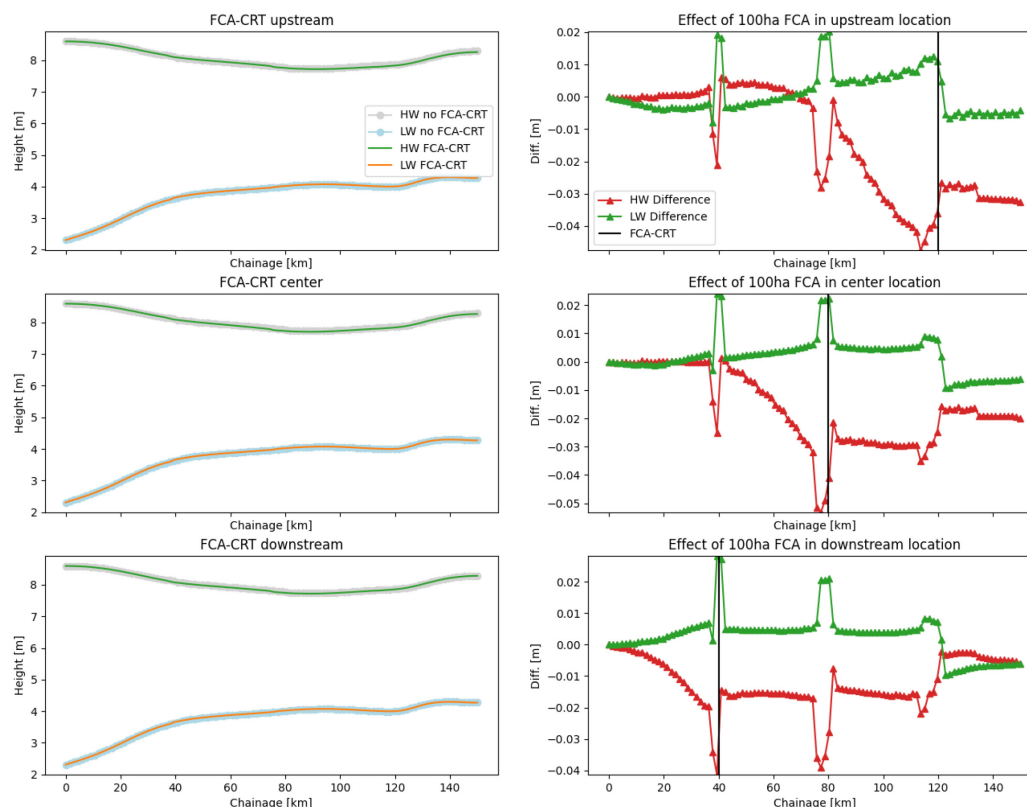 FCA-CRT upstream
Height [m]
8
7
6
5
4
3
2
HW no FCA-CRT
LW no FCA-CRT
HW FCA-CRT
LW FCA-CRT
Chainage [km]
Effect of 100ha FCA in upstream location
Diff. [m]
0.02
0.01
0.00
−0.01
−0.02
−0.03
−0.04
HW Difference
LW Difference
FCA-CRT
Chainage [km]
FCA-CRT center
Height [m]
8
7
6
5
4
3
2
Chainage [km]
Effect of 100ha FCA in center location
Diff. [m]
0.02
0.01
0.00
−0.01
−0.02
−0.03
−0.04
−0.05
Chainage [km]
FCA-CRT downstream
Height [m]
8
7
6
5
4
3
2
0 20 40 60 80 100 120 140
Chainage [km]
Effect of 100ha FCA in downstream location
Diff. [m]
0.02
0.01
0.00
−0.01
−0.02
−0.03
−0.04
0 20 40 60 80 100 120 140
Chainage [km]